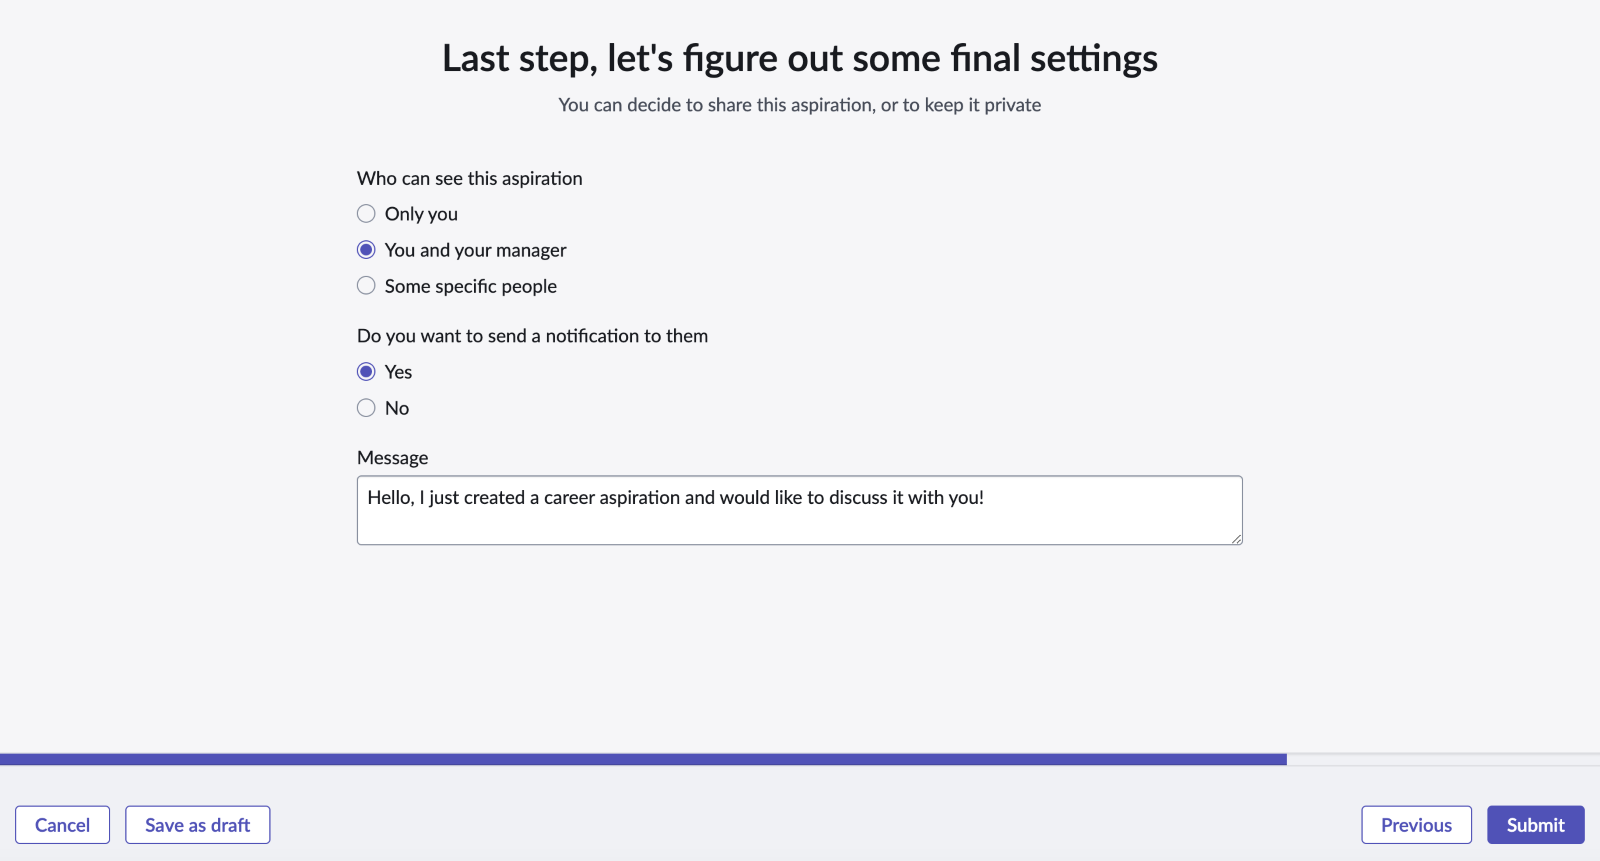 Last step, let's figure out some final settings
You can decide to share this aspiration, or to keep it private
Who can see this aspiration
Only you
You and your manager
Some specific people
Do you want to send a notification to them
Yes
No
Message
Hello, I just created a career aspiration and would like to discuss it with you!
Cancel
Save as draft
Previous
Submit